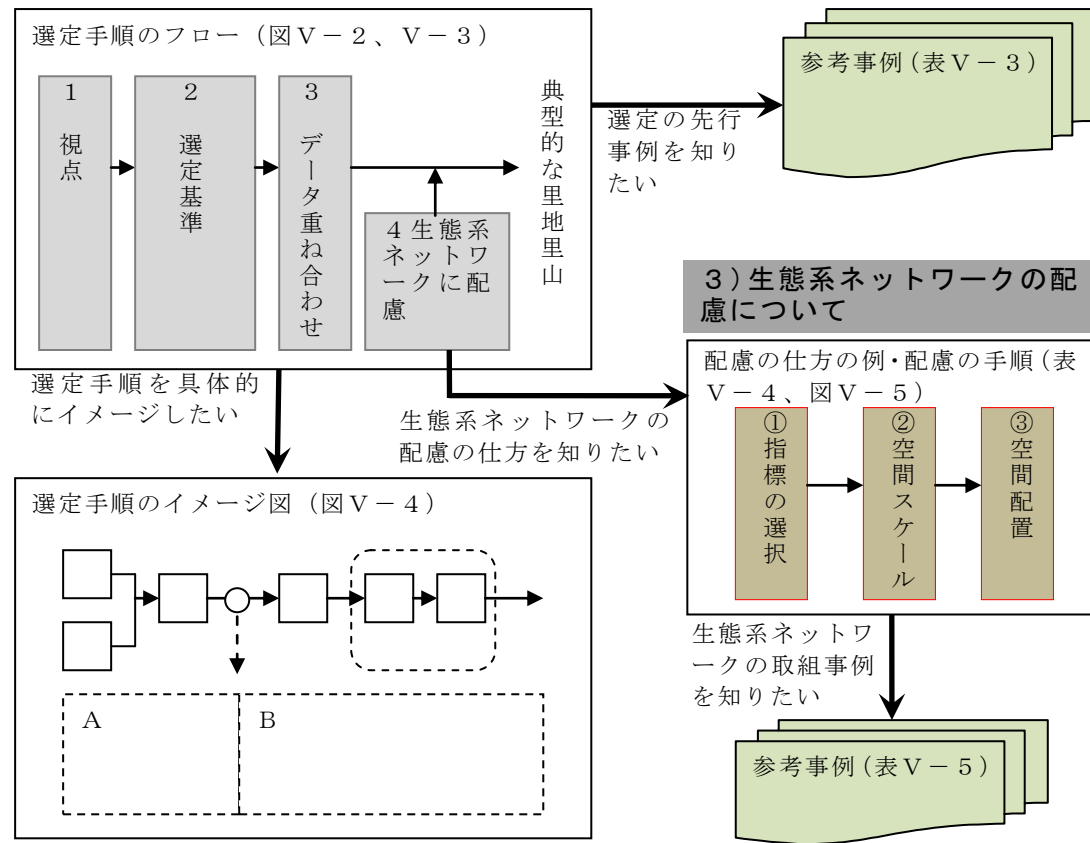 選定手順のフロー（図Ⅴ－２、Ⅴ－３）
１
視点
２
選定基準
３
データ重ね合わせ
４生態系
ネットワ
ークに配
慮
典型的な里地里山
選定の先行
事例を知り
たい
参考事例（表Ⅴ－３）
選定手順を具体的
にイメージしたい
生態系ネットワークの
配慮の仕方を知りたい
３）生態系ネットワークの配
慮について
配慮の仕方の例・配慮の手順（表
Ⅴ－４、図Ⅴ－５）
①指標の選択
②空間スケール
③空間配置
選定手順のイメージ図（図Ⅴ－４）
Ａ
Ｂ
生態系ネットワ
ークの取組事例
を知りたい
参考事例（表Ⅴ－５）